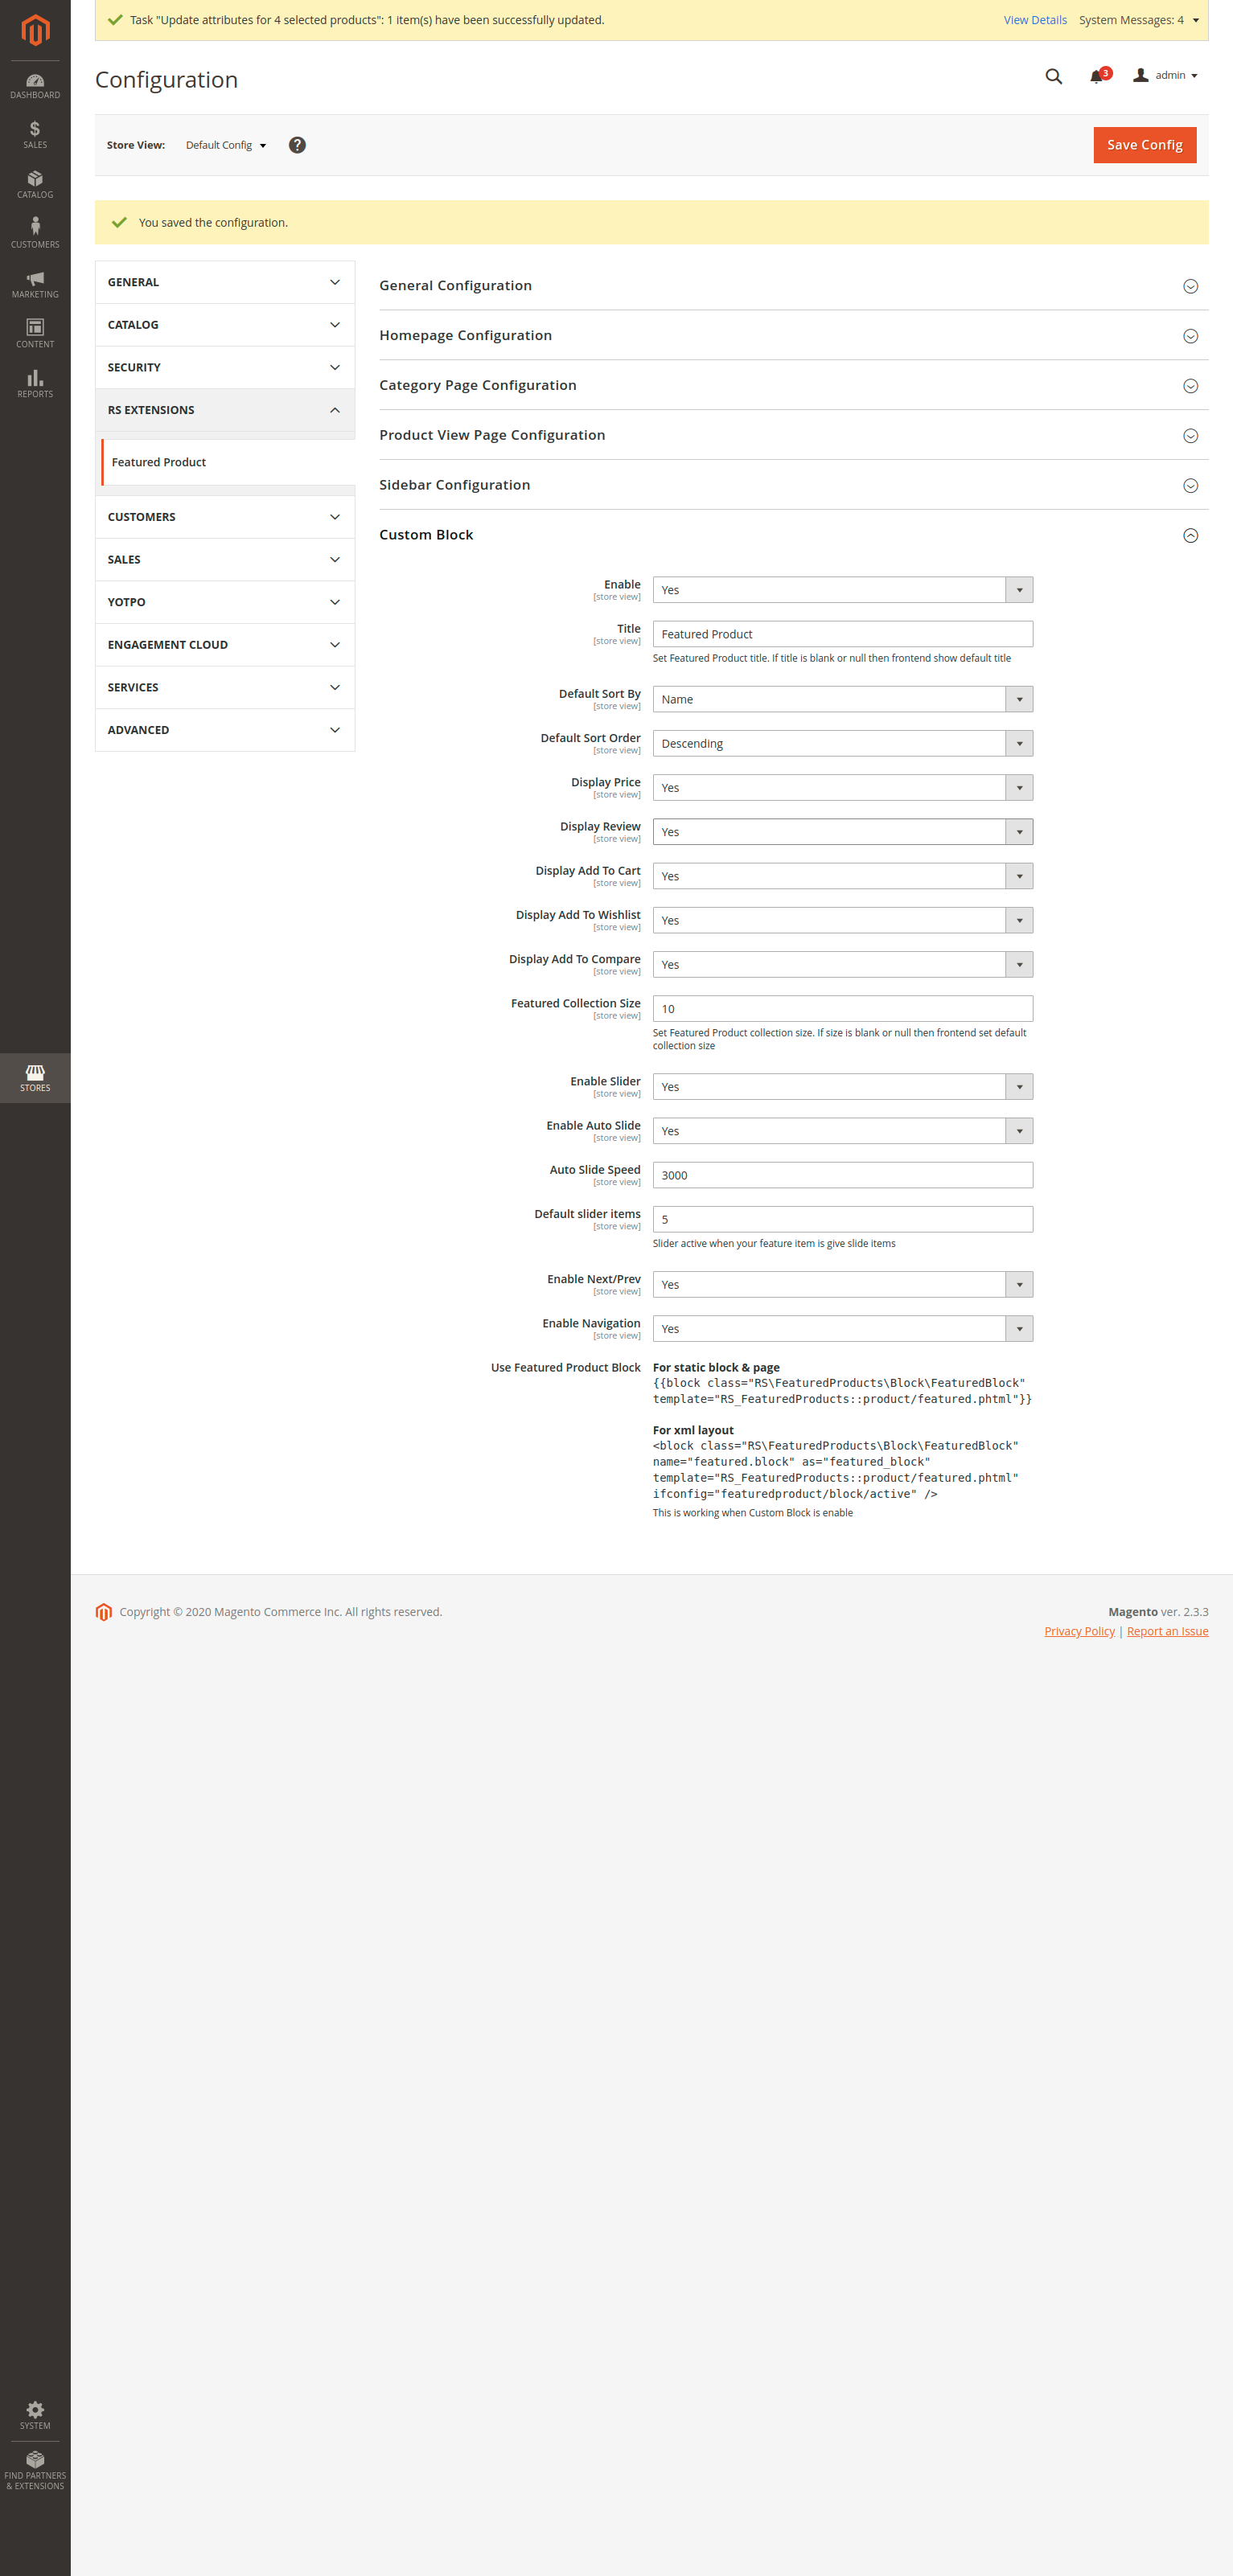 Task "Update attributes for 4 selected products": 1 item(s) have been successfully updated.
View Details
System Messages: 4
DASHBOARD
SALES
CATALOG
CUSTOMERS
MARKETING
CONTENT
REPORTS
STORES
SYSTEM
FIND PARTNERS
& EXTENSIONS
Configuration
3
admin
Store View:
Default Config
?
Save Config
You saved the configuration.
GENERAL
CATALOG
SECURITY
RS EXTENSIONS
Featured Product
CUSTOMERS
SALES
YOTPO
ENGAGEMENT CLOUD
SERVICES
ADVANCED
General Configuration
Homepage Configuration
Category Page Configuration
Product View Page Configuration
Sidebar Configuration
Custom Block
Enable
[store view]
Yes
Title
[store view]
Featured Product
Set Featured Product title. If title is blank or null then frontend show default title
Default Sort By
[store view]
Name
Default Sort Order
[store view]
Descending
Display Price
[store view]
Yes
Display Review
[store view]
Yes
Display Add To Cart
[store view]
Yes
Display Add To Wishlist
[store view]
Yes
Display Add To Compare
[store view]
Yes
Featured Collection Size
[store view]
10
Set Featured Product collection size. If size is blank or null then frontend set default
collection size
Enable Slider
[store view]
Yes
Enable Auto Slide
[store view]
Yes
Auto Slide Speed
[store view]
3000
Default slider items
[store view]
5
Slider active when your feature item is give slide items
Enable Next/Prev
[store view]
Yes
Enable Navigation
[store view]
Yes
Use Featured Product Block
For static block & page
{{block class="RS\FeaturedProducts\Block\FeaturedBlock"
template="RS_FeaturedProducts::product/featured.phtml"}}
For xml layout
<block class="RS\FeaturedProducts\Block\FeaturedBlock"
name="featured.block" as="featured_block"
template="RS_FeaturedProducts::product/featured.phtml"
ifconfig="featuredproduct/block/active" />
This is working when Custom Block is enable
Copyright © 2020 Magento Commerce Inc. All rights reserved.
Magento ver. 2.3.3
Privacy Policy | Report an Issue